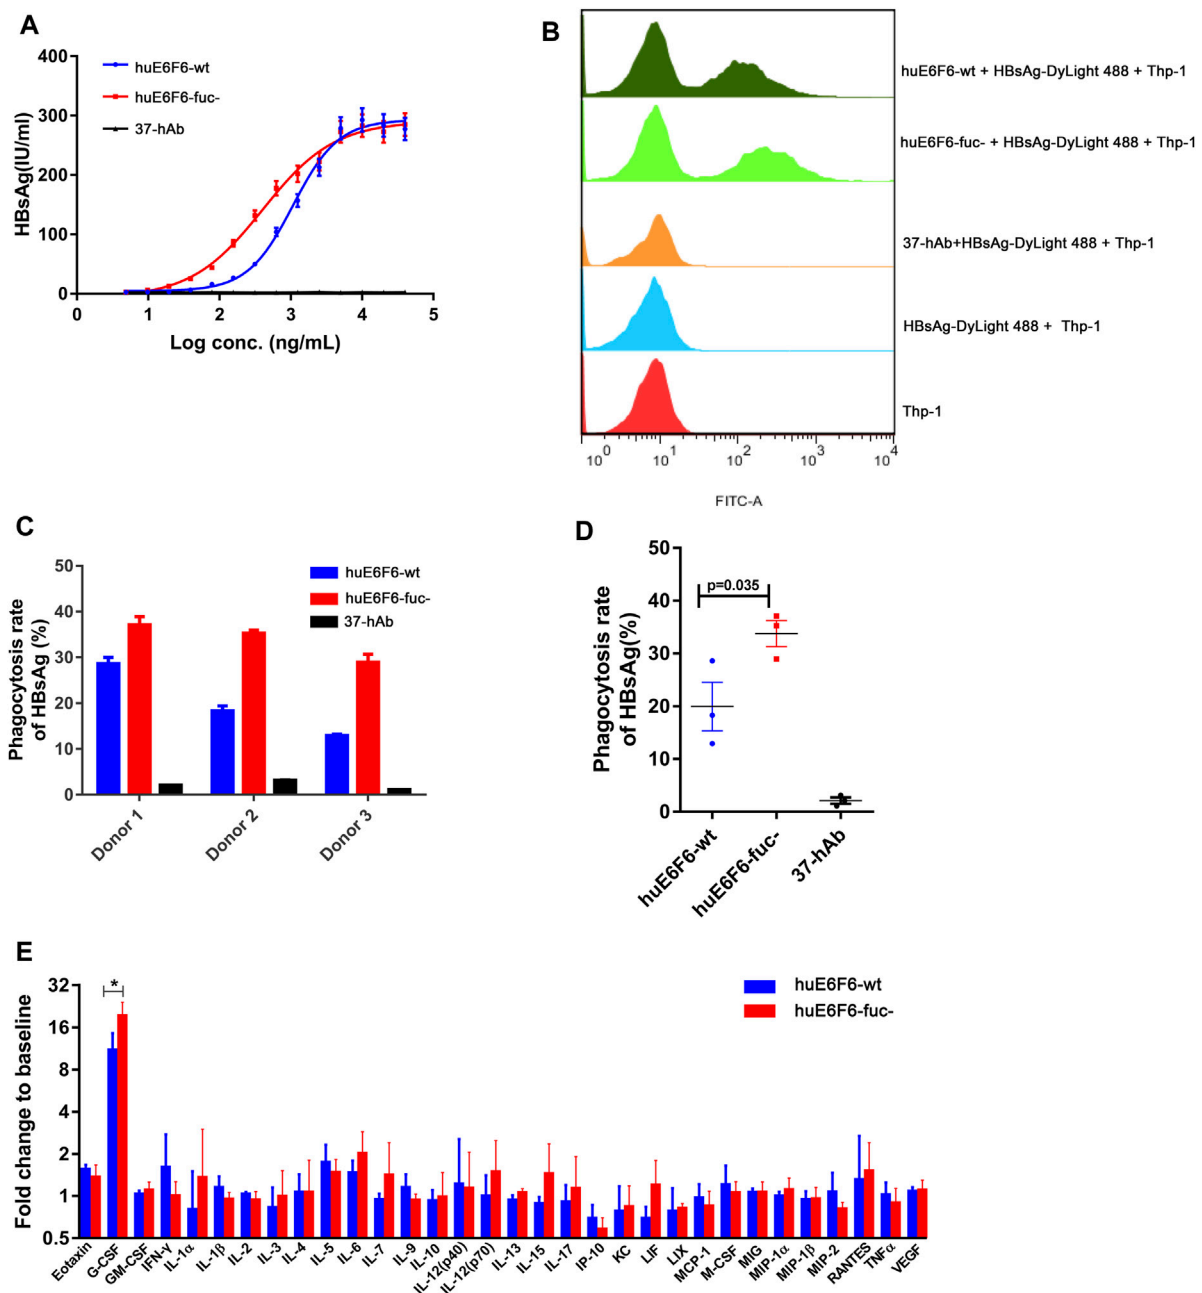 A
400
300
200
100
0
HBsAg(IU/ml)
huE6F6-wt
huE6F6-fuc-
37-hAb
0 1 2 3 4 5
Log conc. (ng/mL)
B
huE6F6-wt + HBsAg-DyLight 488 + Thp-1
huE6F6-fuc- + HBsAg-DyLight 488 + Thp-1
37-hAb+HBsAg-DyLight 488 + Thp-1
HBsAg-DyLight 488 + Thp-1
Thp-1
10^0 10^1 10^2 10^3 10^4
FITC-A
C
50
40
30
20
10
0
Phagocytosis rate
of HBsAg (%)
huE6F6-wt
huE6F6-fuc-
37-hAb
Donor 1
Donor 2
Donor 3
D
50
40
30
20
10
0
Phagocytosis rate
of HBsAg(%)
p=0.035
huE6F6-wt
huE6F6-fuc-
37-hAb
E
32
16
8
4
2
1
0.5
Fold change to baseline
*
huE6F6-wt
huE6F6-fuc-
Eotaxin
G-CSF
GM-CSF
IFN-γ
IL-1α
IL-1β
IL-2
IL-3
IL-4
IL-5
IL-6
IL-7
IL-9
IL-10
IL-12(p40)
IL-12(p70)
IL-13
IL-15
IL-17
IP-10
KC
LIF
LIX
MCP-1
M-CSF
MIG
MIP-1α
MIP-1β
MIP-2
RANTES
TNFα
VEGF